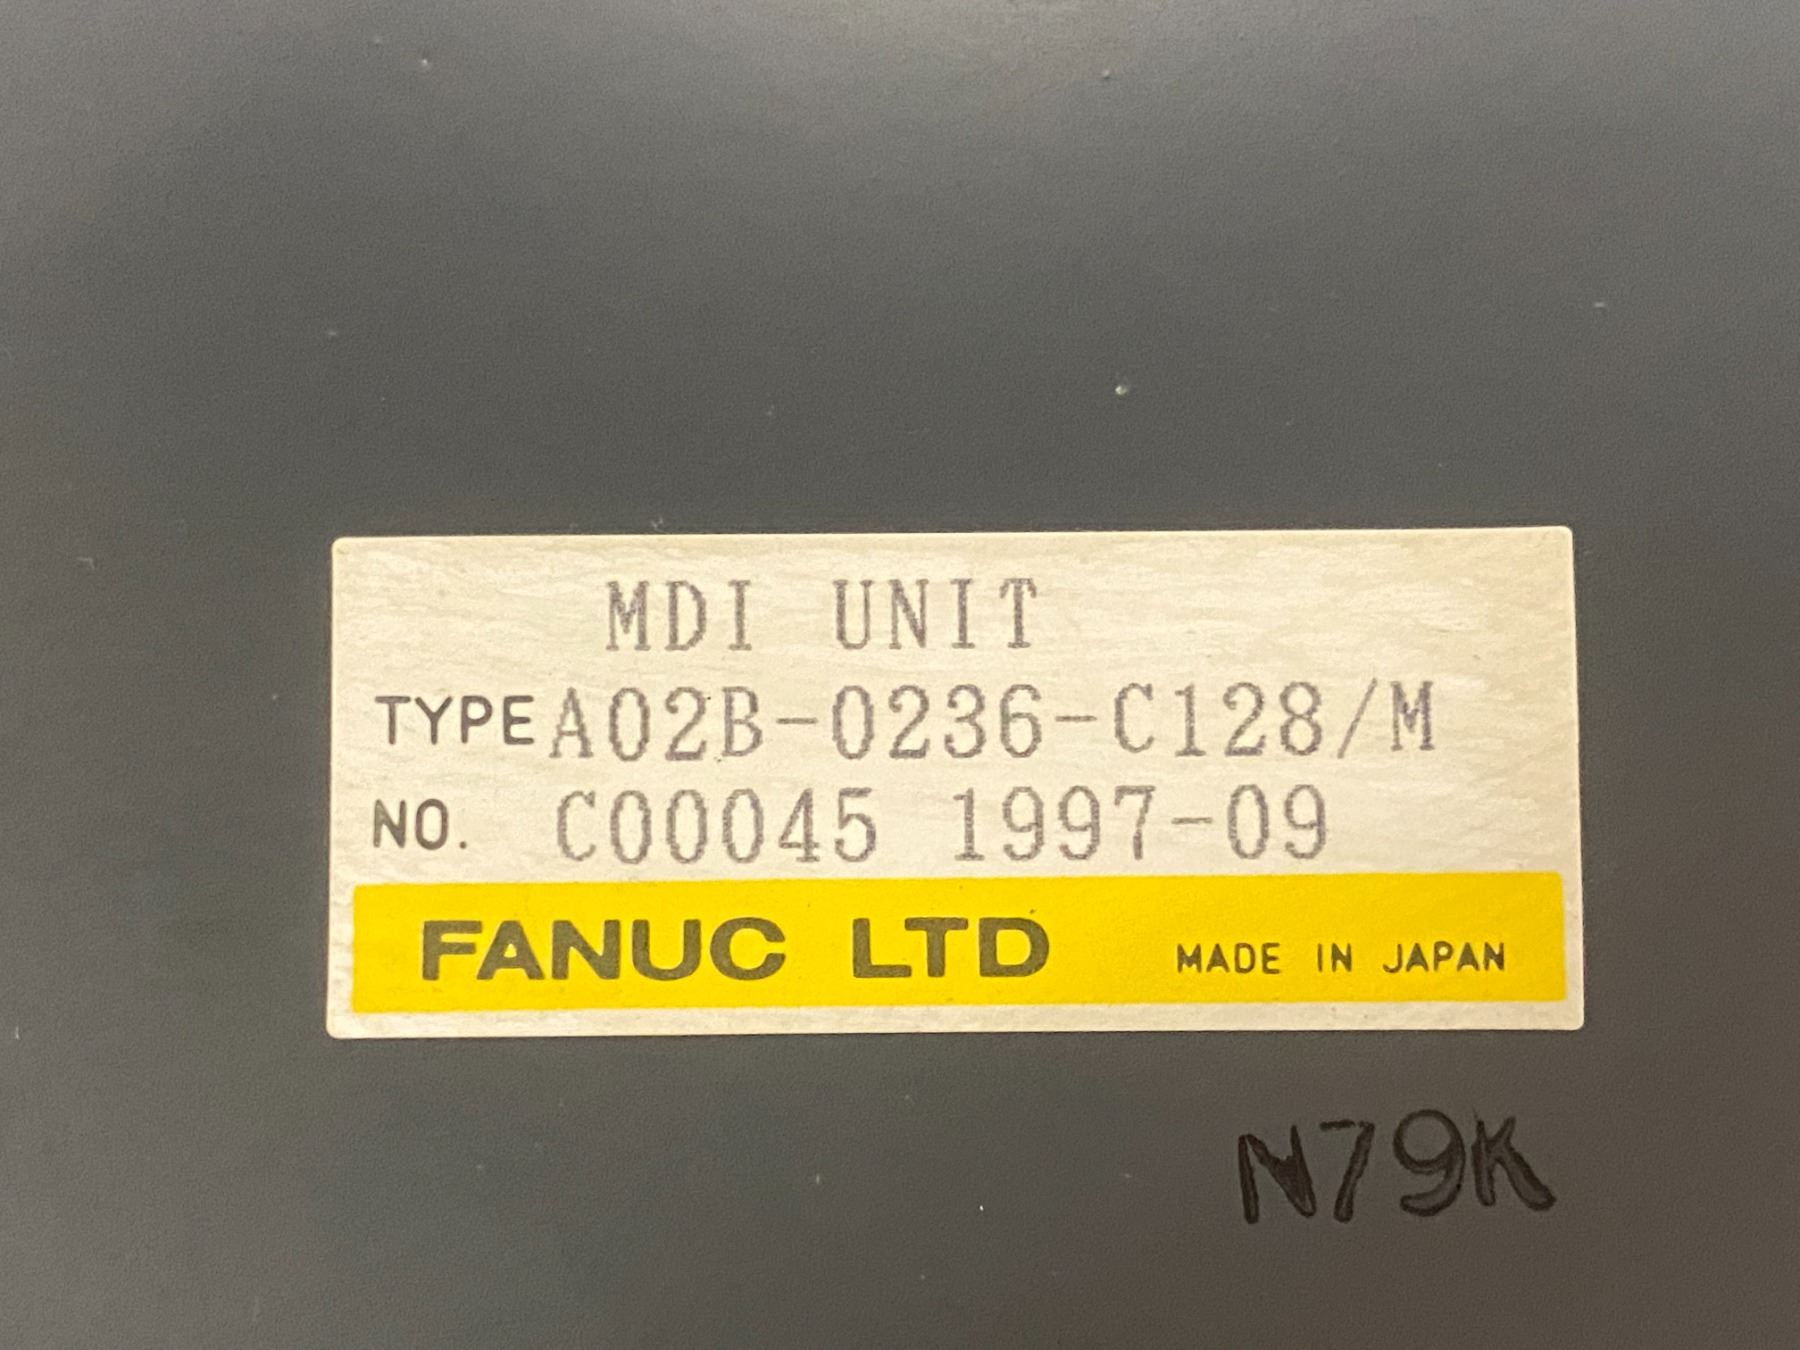 MDI UNIT
TYPE A02B-0236-C128/M
NO. C00045 1997-09
FANUC LTD MADE IN JAPAN
N79K